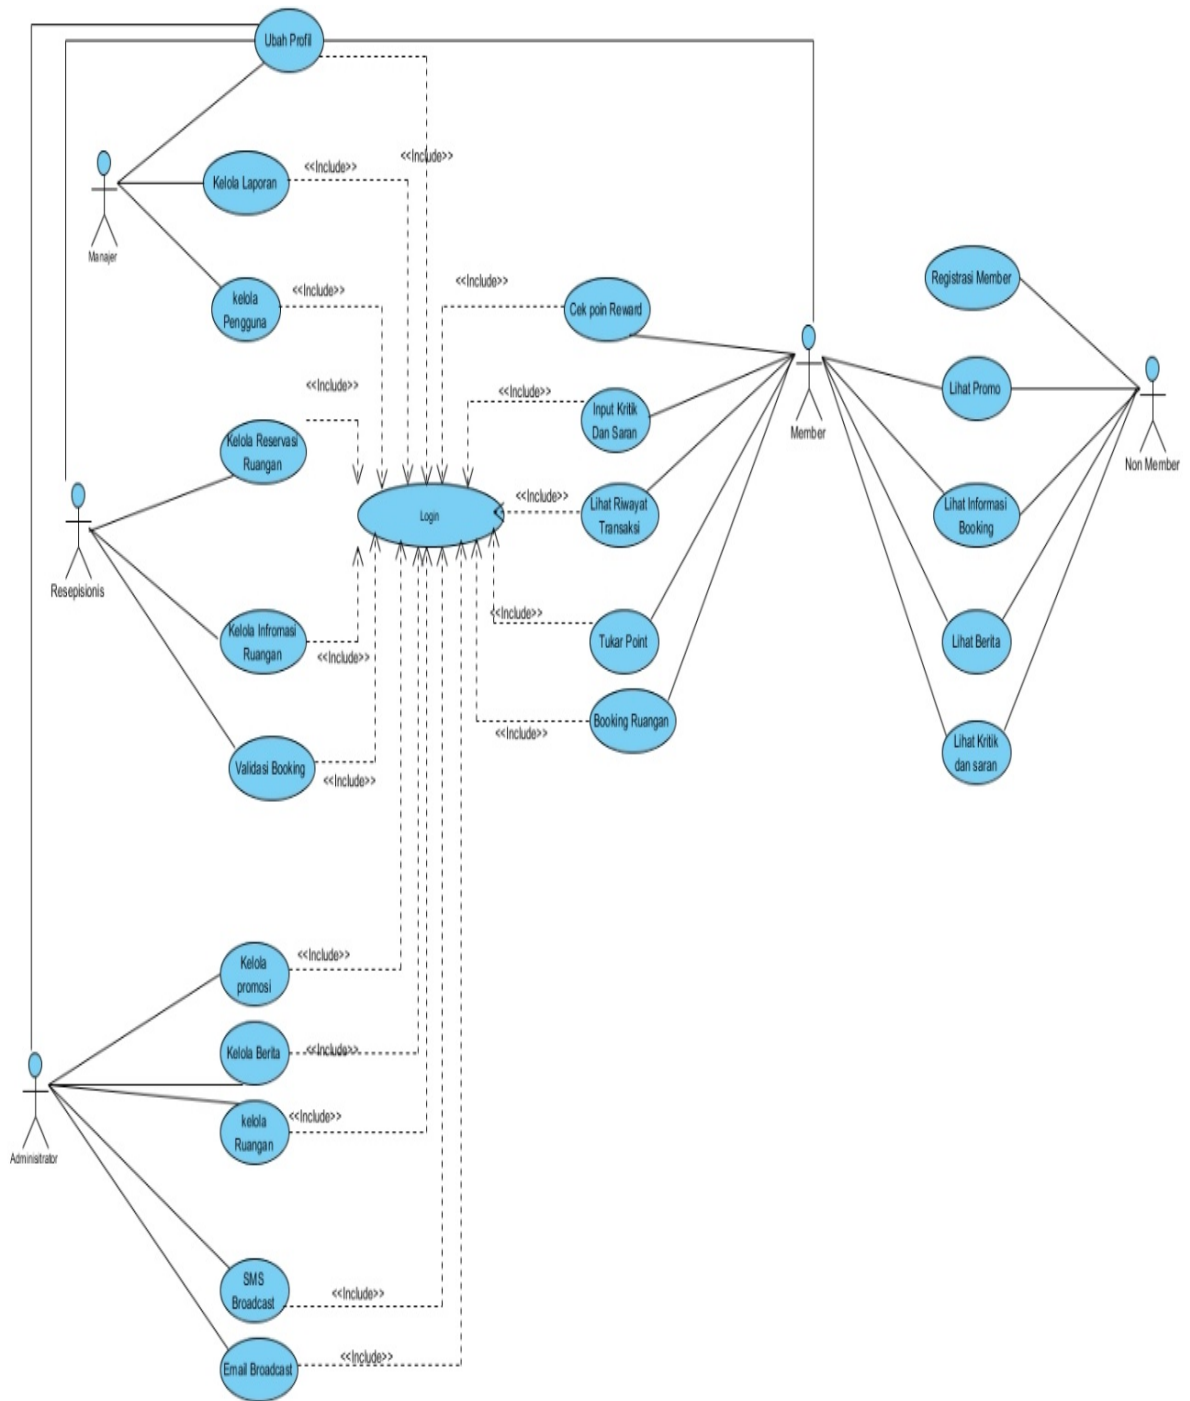 Ubah Profil
<<Include>>
Kelola Laporan
<<Include>>
Manajer
kelola
Pengguna
<<Include>>
<<Include>>
Cek poin Reward
Registrasi Member
<<Include>>
<<Include>>
Input Kritik
Dan Saran
Member
Lihat Promo
Non Member
Kelola Reservasi
Ruangan
Login
<<Include>>
Lihat Riwayat
Transaksi
Lihat Informasi
Booking
Resepisionis
Kelola Infromasi
Ruangan
<<Include>>
<<Include>>
Tukar Point
Lihat Berita
Validasi Booking
<<Include>>
<<Include>>
Booking Ruangan
Lihat Kritik
dan saran
Kelola
promosi
<<Include>>
Kelola Berita
<<Include>>
kelola
Ruangan
<<Include>>
Adminisitrator
SMS
Broadcast
<<Include>>
Email Broadcast
<<Include>>